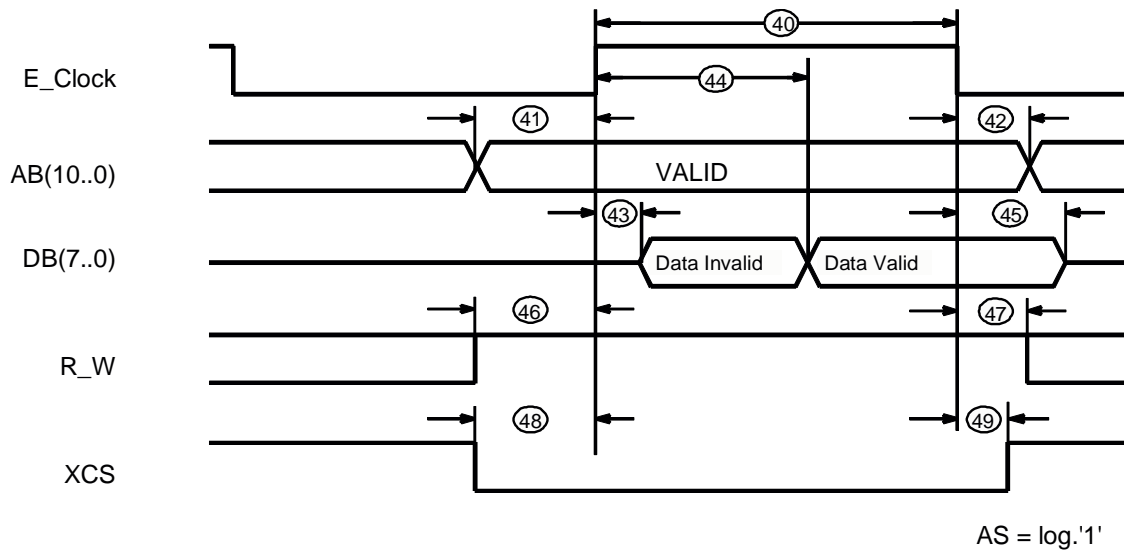 40
E_Clock
44
41
42
AB(10..0)
VALID
43
45
DB(7..0)
Data Invalid
Data Valid
46
47
R_W
48
49
XCS
AS = log.'1'